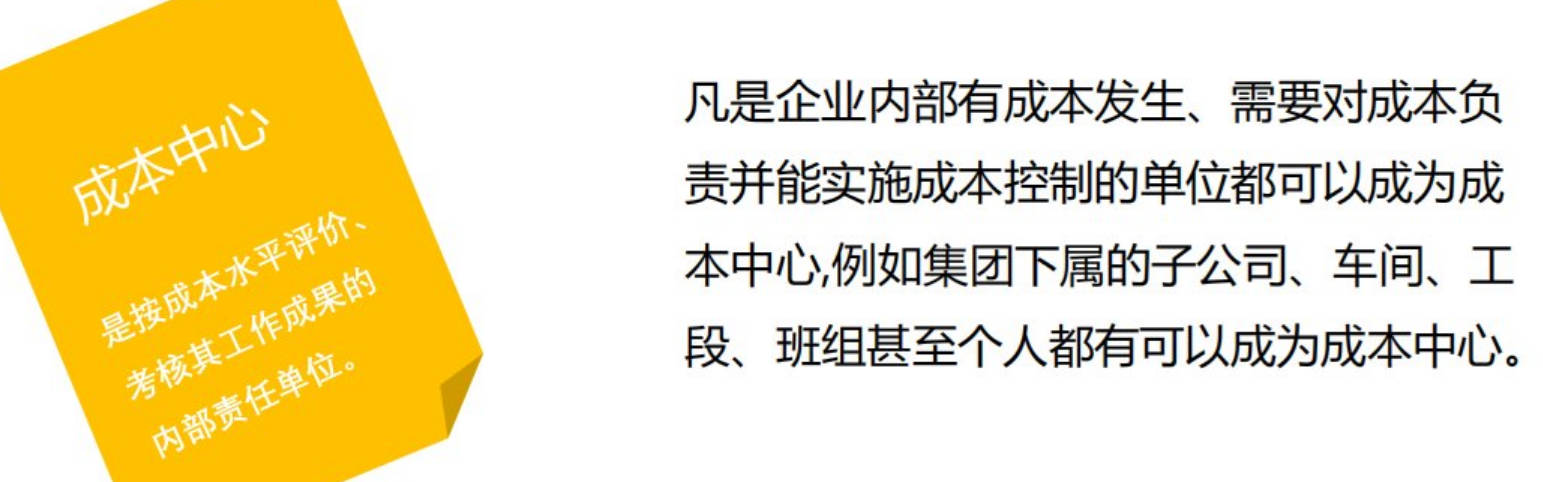 成本中心
是按成本水平评价、
考核其工作成果的
内部责任单位。
凡是企业内部有成本发生、需要对成本负
责并能实施成本控制的单位都可以成为成
本中心,例如集团下属的子公司、车间、工
段、班组甚至个人都有可以成为成本中心。